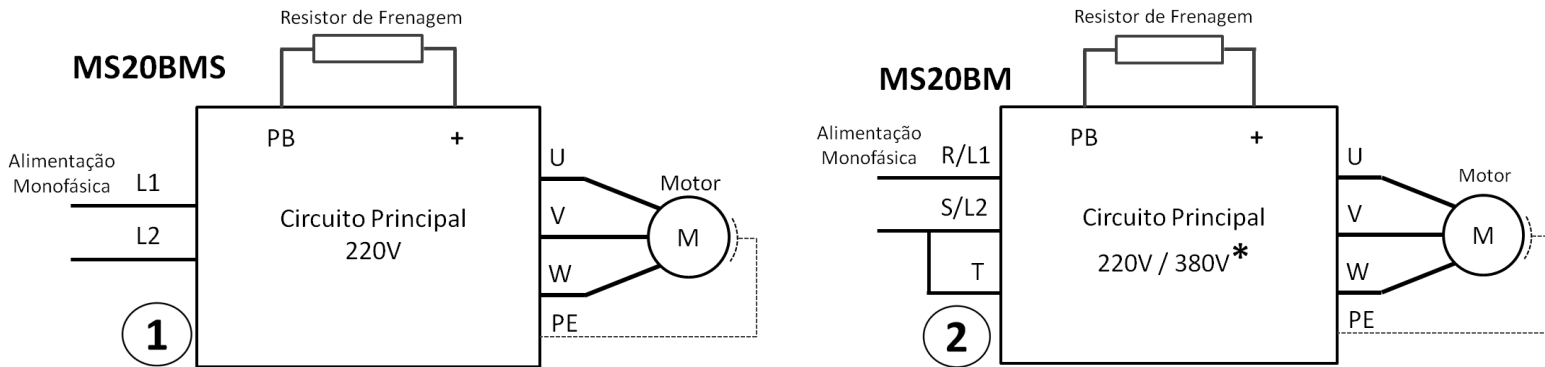 Resistor de Frenagem
MS20BMS
PB
+
Alimentação
Monofásica
L1
L2
Circuito Principal
220V
U
V
W
PE
Motor
M
1
Resistor de Frenagem
MS20BM
PB
+
Alimentação
Monofásica
R/L1
S/L2
T
Circuito Principal
220V / 380V*
U
V
W
PE
Motor
M
2